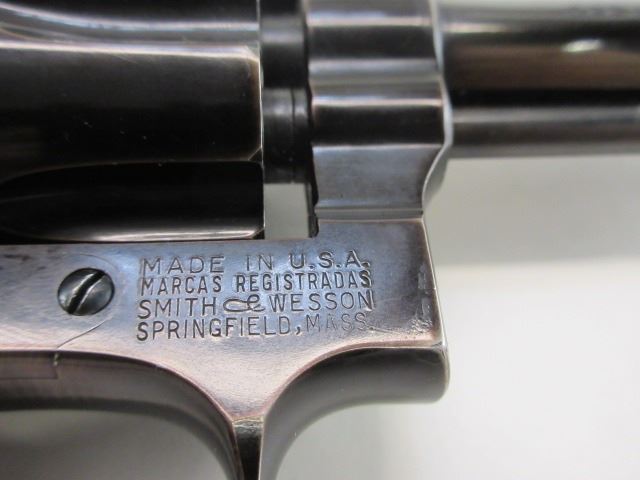 MADE IN U.S.A.
MARCAS REGISTRADAS
SMITH & WESSON
SPRINGFIELD, MASS.